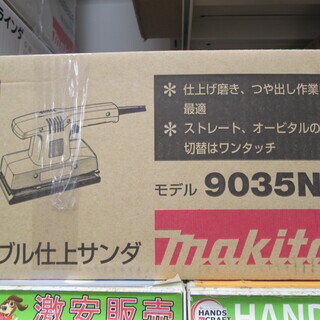 ＊ 仕上げ磨き、つや出し作業
最適
＊ ストレート、オービタルの
切替はワンタッチ
モデル 9035N
ブル仕上サンダ
makita
激安販売
HANDS
CRAFT
HAND